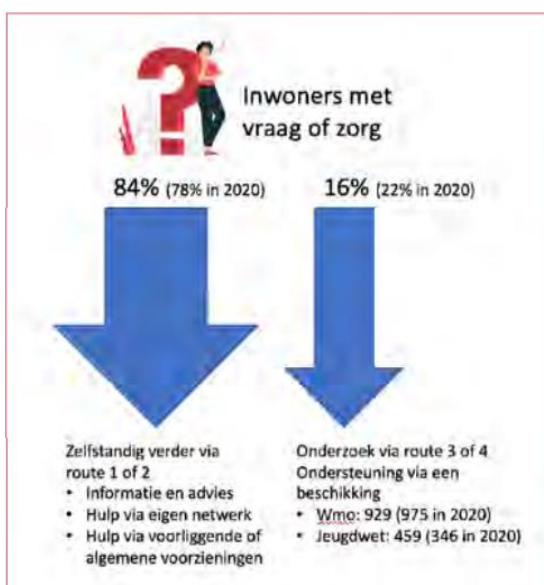 Inwoners met
vraag of zorg
84% (78% in 2020)
16% (22% in 2020)
Zelfstandig verder via
route 1 of 2
• Informatie en advies
• Hulp via eigen netwerk
• Hulp via voorliggende of
algemene voorzieningen
Onderzoek via route 3 of 4
Ondersteuning via een
beschikking
• Wmo: 929 (975 in 2020)
• Jeugdwet: 459 (346 in 2020)